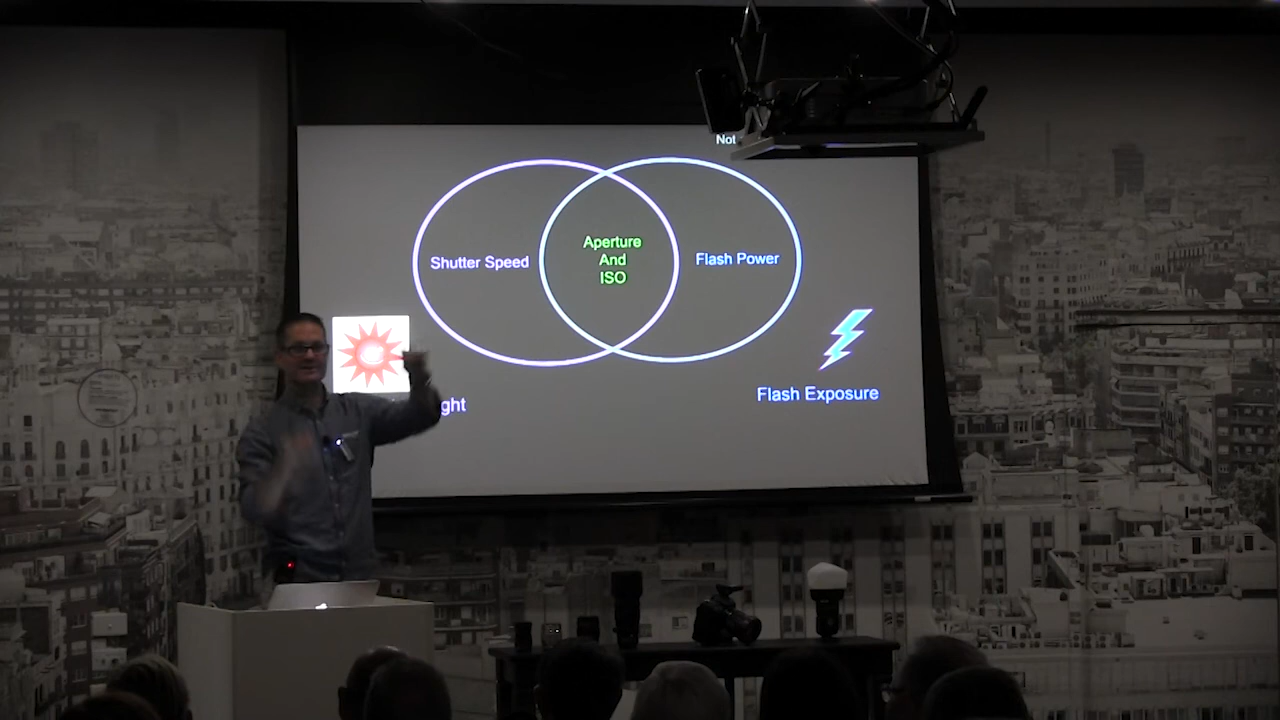 Not
Shutter Speed
Aperture
And
ISO
Flash Power
ght
Flash Exposure